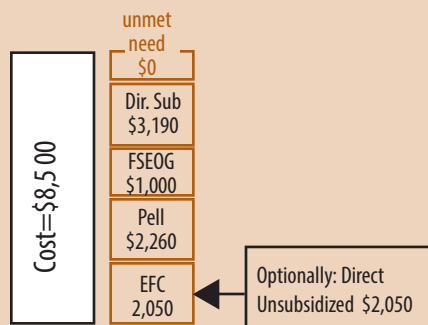 unmet
need
$0
Dir. Sub
$3,190
FSEOG
$1,000
Pell
$2,260
EFC
2,050
Cost=$8,5 00
Optionally: Direct
Unsubsidized $2,050